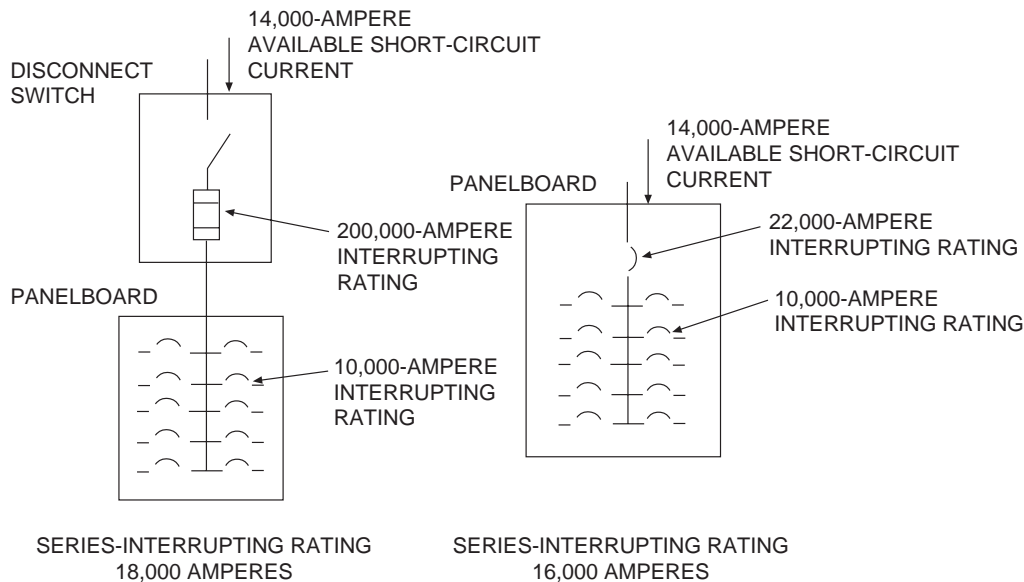 14,000-AMPERE
AVAILABLE SHORT-CIRCUIT
CURRENT
DISCONNECT
SWITCH
200,000-AMPERE
INTERRUPTING
RATING
PANELBOARD
10,000-AMPERE
INTERRUPTING
RATING
SERIES-INTERRUPTING RATING
18,000 AMPERES
14,000-AMPERE
AVAILABLE SHORT-CIRCUIT
CURRENT
PANELBOARD
22,000-AMPERE
INTERRUPTING RATING
10,000-AMPERE
INTERRUPTING RATING
SERIES-INTERRUPTING RATING
16,000 AMPERES